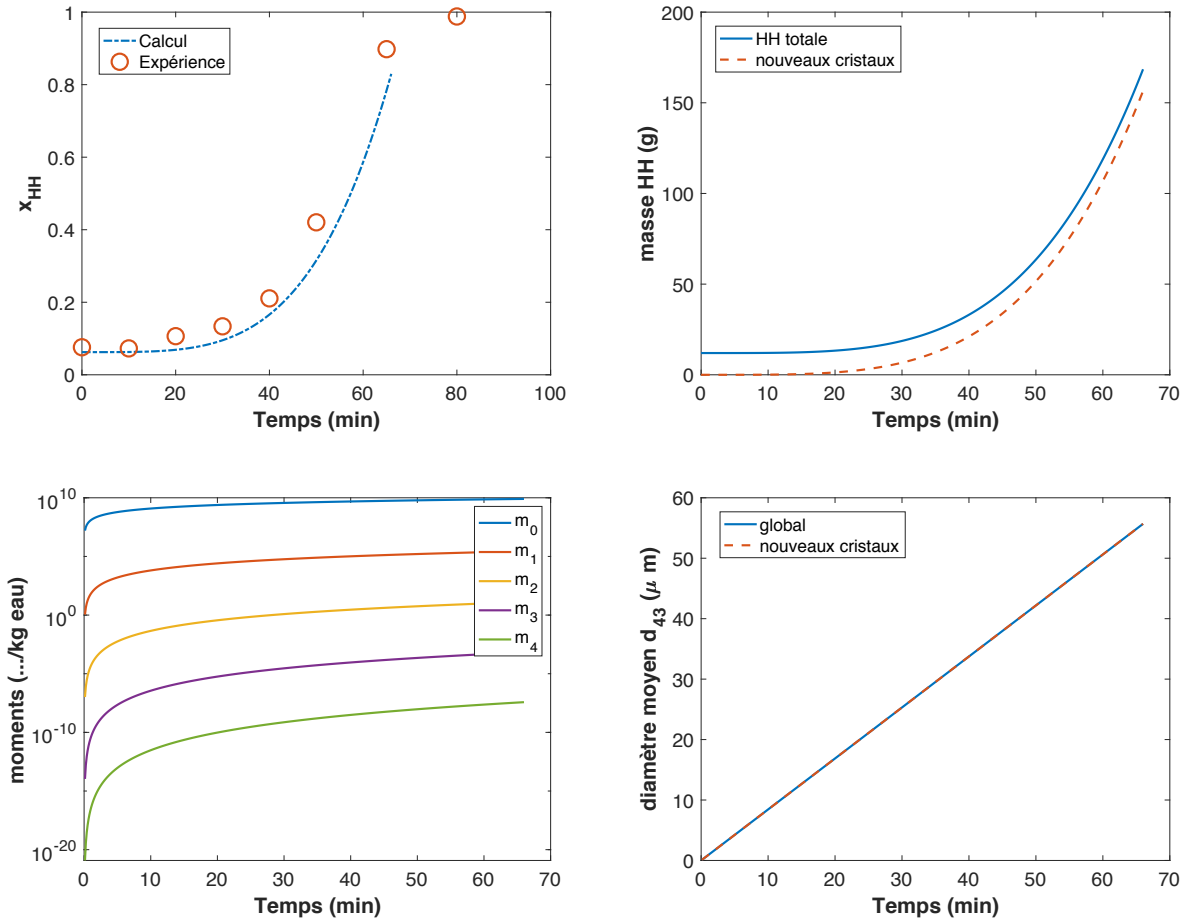 1
0.8
0.6
0.4
0.2
0
x_HH
Calcul
Expérience
0 20 40 60 80 100
Temps (min)
200
150
100
50
0
masse HH (g)
HH totale
nouveaux cristaux
0 10 20 30 40 50 60 70
Temps (min)
10^10
10^0
10^-10
10^-20
moments (.../kg eau)
m_0
m_1
m_2
m_3
m_4
0 10 20 30 40 50 60 70
Temps (min)
60
50
40
30
20
10
0
diamètre moyen d_43 (μ m)
global
nouveaux cristaux
0 10 20 30 40 50 60 70
Temps (min)